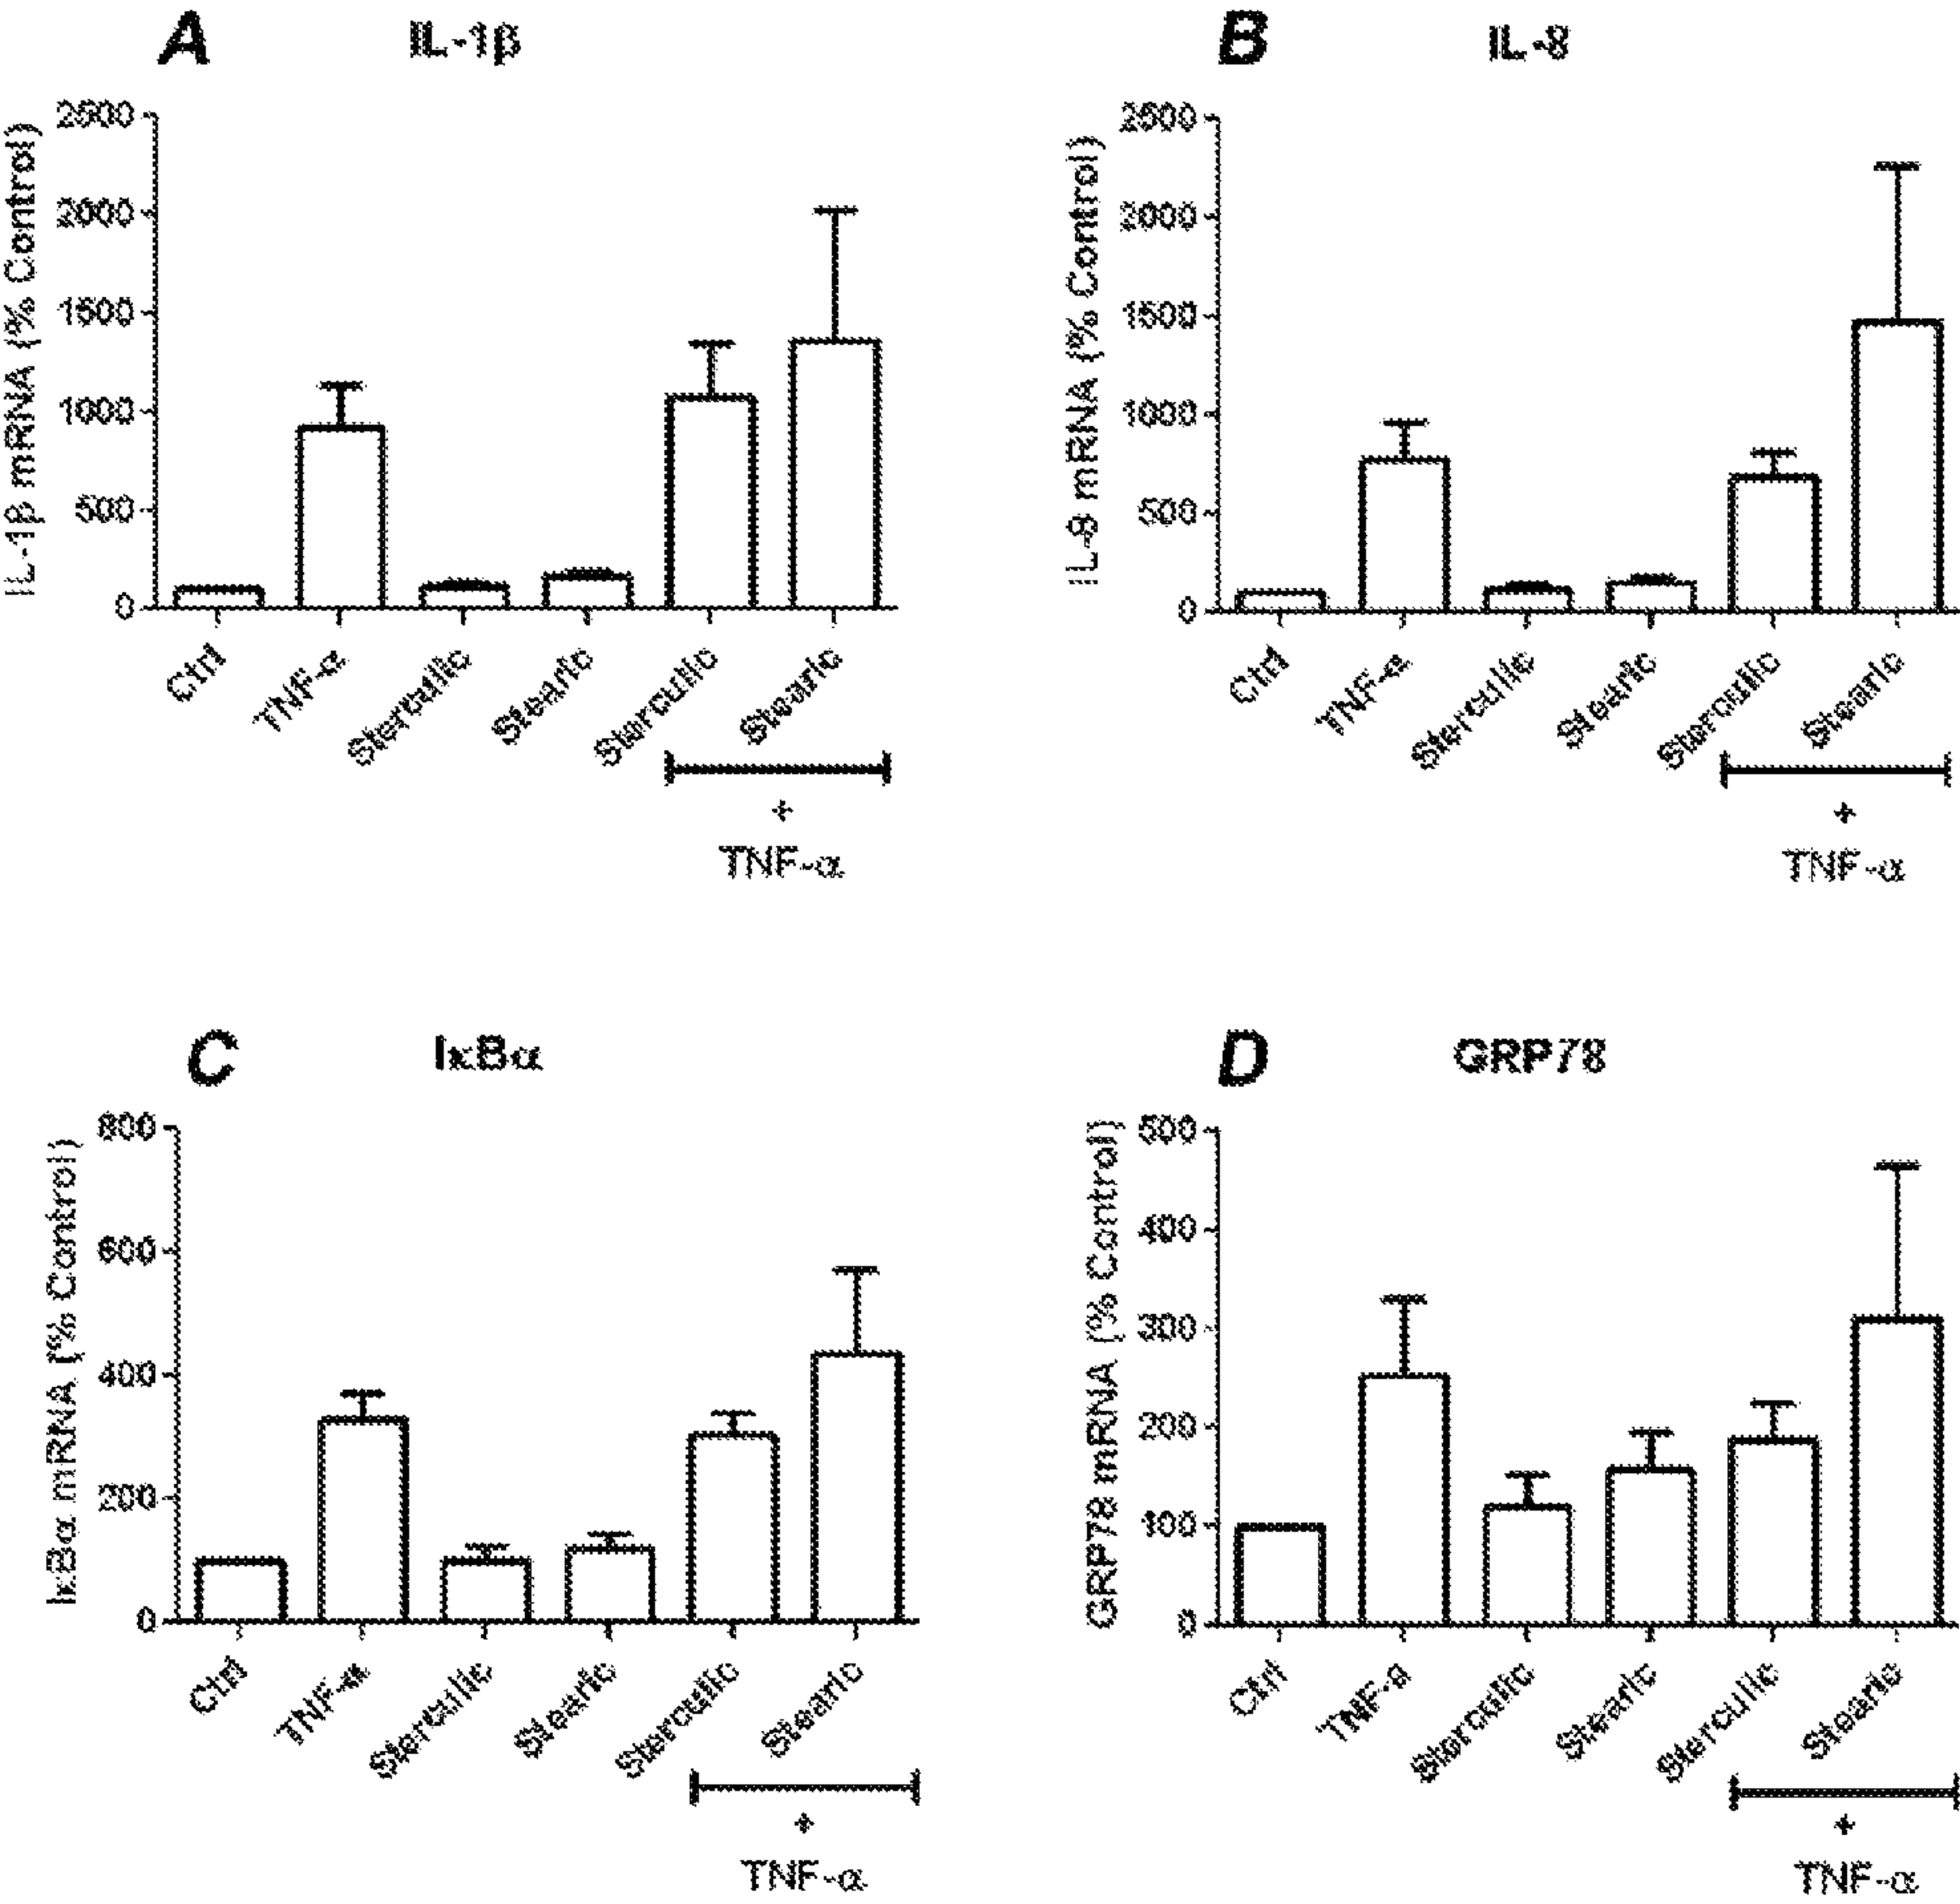 A IL-1β
IL-1β mRNA (% Control)
2500
2000
1500
1000
500
0
Ctrl
TNF-α
Sterculic
Stearic
Sterculic
Stearic
+
TNF-α
B IL-8
IL-8 mRNA (% Control)
2500
2000
1500
1000
500
0
Ctrl
TNF-α
Sterculic
Stearic
Sterculic
Stearic
+
TNF-α
C IκBα
IκBα mRNA (% Control)
800
600
400
200
0
Ctrl
TNF-α
Sterculic
Stearic
Sterculic
Stearic
+
TNF-α
D GRP78
GRP78 mRNA (% Control)
500
400
300
200
100
0
Ctrl
TNF-α
Sterculic
Stearic
Sterculic
Stearic
+
TNF-α